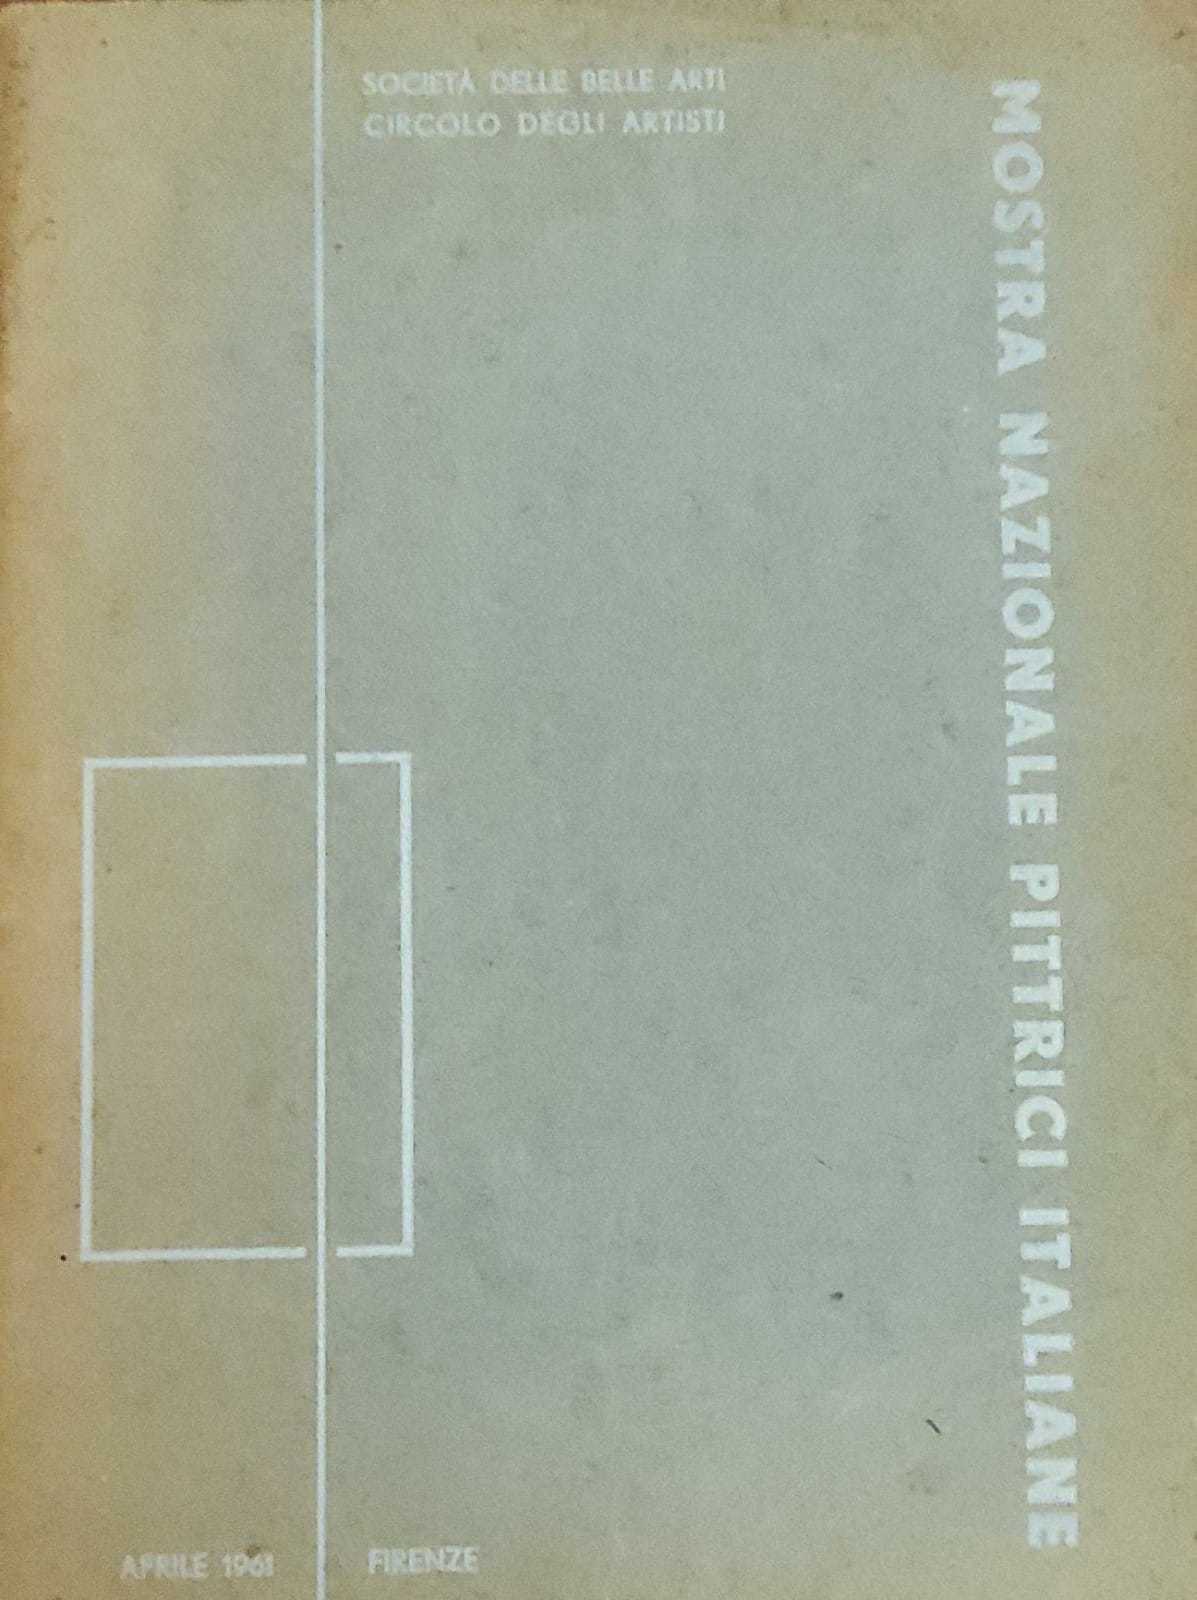 SOCIETÀ DELLE BELLE ARTI
CIRCOLO DEGLI ARTISTI
MOSTRA NAZIONALE PITTRICI ITALIANE
APRILE 1961
FIRENZE